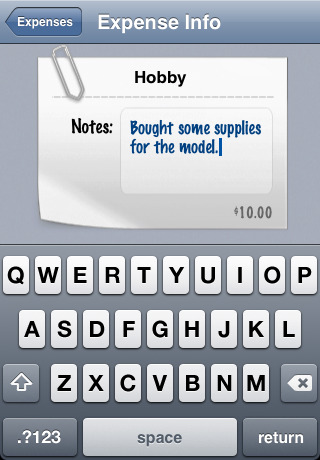 Expenses
Expense Info
Hobby
Notes:
Bought some supplies
for the model.
$10.00
Q W E R T Y U I O P
A S D F G H J K L
Z X C V B N M
.?123
space
return